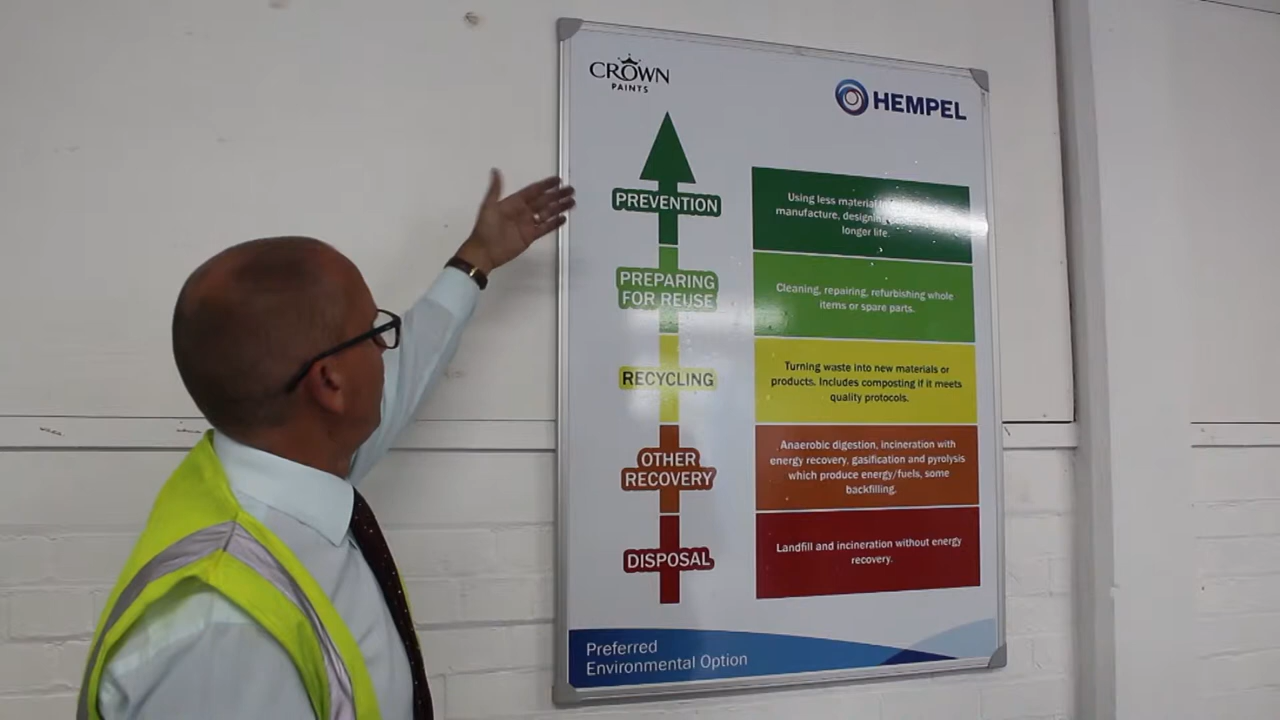 CROWN
PAINTS
HEMPEL
PREVENTION
Using less material
manufacture, designing
longer life.
PREPARING
FOR REUSE
Cleaning, repairing, refurbishing whole
items or spare parts.
RECYCLING
Turning waste into new materials or
products. Includes composting if it meets
quality protocols.
OTHER
RECOVERY
Anaerobic digestion, incineration with
energy recovery, gasification and pyrolysis
which produce energy/fuels, some
backfilling.
DISPOSAL
Landfill and incineration without energy
recovery.
Preferred
Environmental Option